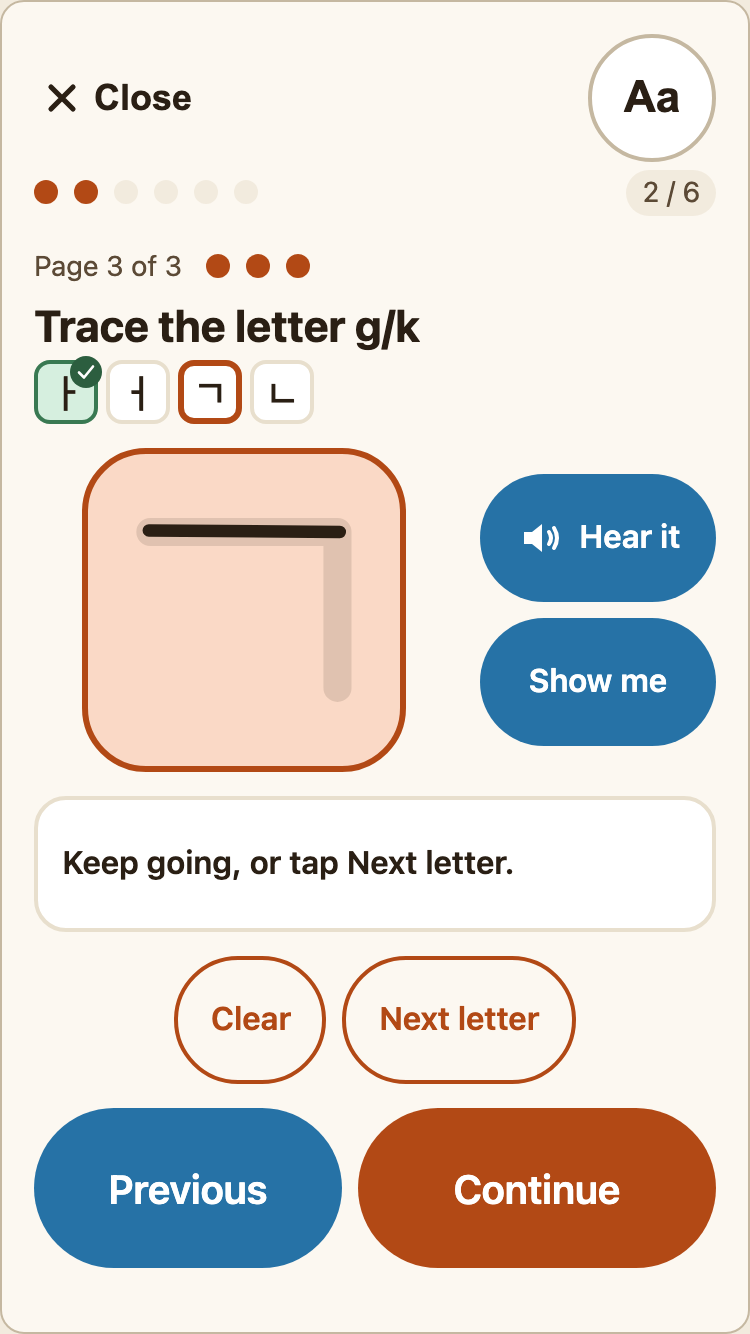 Close
Aa
2 / 6
Page 3 of 3
Trace the letter g/k
ㅏ ㅓ ㄱ ㄴ
Hear it
Show me
Keep going, or tap Next letter.
Clear
Next letter
Previous
Continue